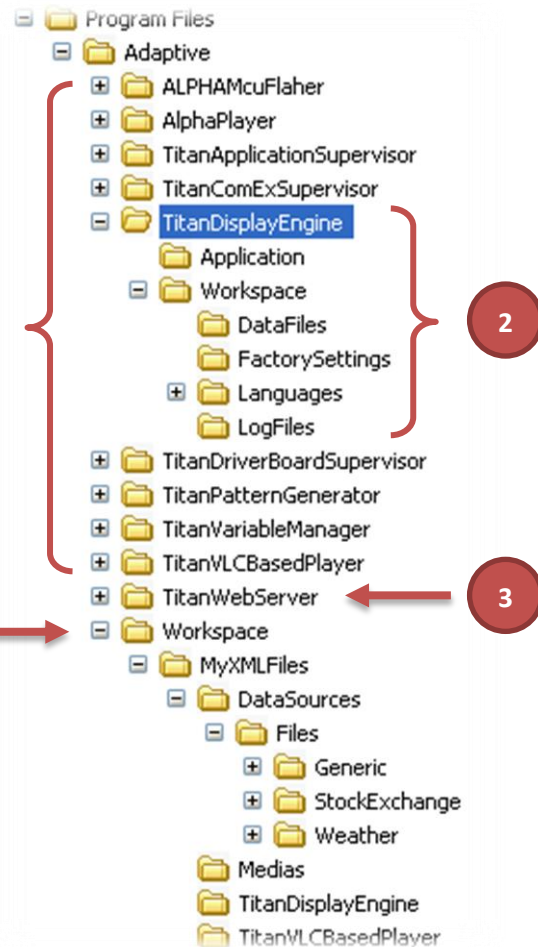 Program Files
Adaptive
ALPHAMcuFlaher
AlphaPlayer
TitanApplicationSupervisor
TitanComExSupervisor
TitanDisplayEngine
Application
Workspace
2
DataFiles
FactorySettings
Languages
LogFiles
TitanDriverBoardSupervisor
TitanPatternGenerator
TitanVariableManager
TitanVLCBasedPlayer
TitanWebServer
3
Workspace
MyXMLFiles
DataSources
Files
Generic
StockExchange
Weather
Medias
TitanDisplayEngine
TitanVLCBasedPlayer